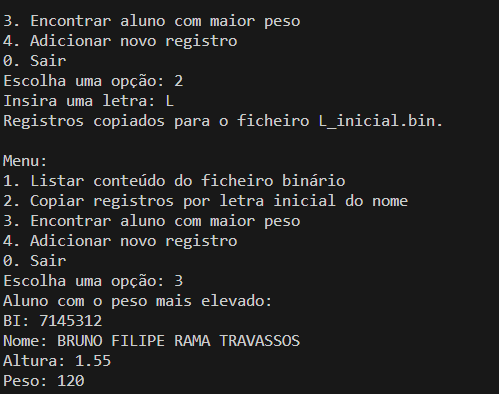 3. Encontrar aluno com maior peso
4. Adicionar novo registro
0. Sair
Escolha uma opção: 2
Insira uma letra: L
Registros copiados para o ficheiro L_inicial.bin.
Menu:
1. Listar conteúdo do ficheiro binário
2. Copiar registros por letra inicial do nome
3. Encontrar aluno com maior peso
4. Adicionar novo registro
0. Sair
Escolha uma opção: 3
Aluno com o peso mais elevado:
BI: 7145312
Nome: BRUNO FILIPE RAMA TRAVASSOS
Altura: 1.55
Peso: 120